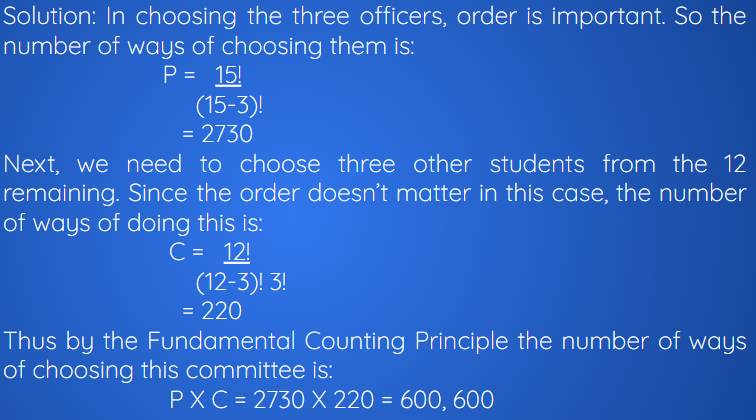 Solution: In choosing the three officers, order is important. So the
number of ways of choosing them is:
P = 15!
(15-3)!
= 2730
Next, we need to choose three other students from the 12
remaining. Since the order doesn’t matter in this case, the number
of ways of doing this is:
C = 12!
(12-3)! 3!
= 220
Thus by the Fundamental Counting Principle the number of ways
of choosing this committee is:
P X C = 2730 X 220 = 600, 600